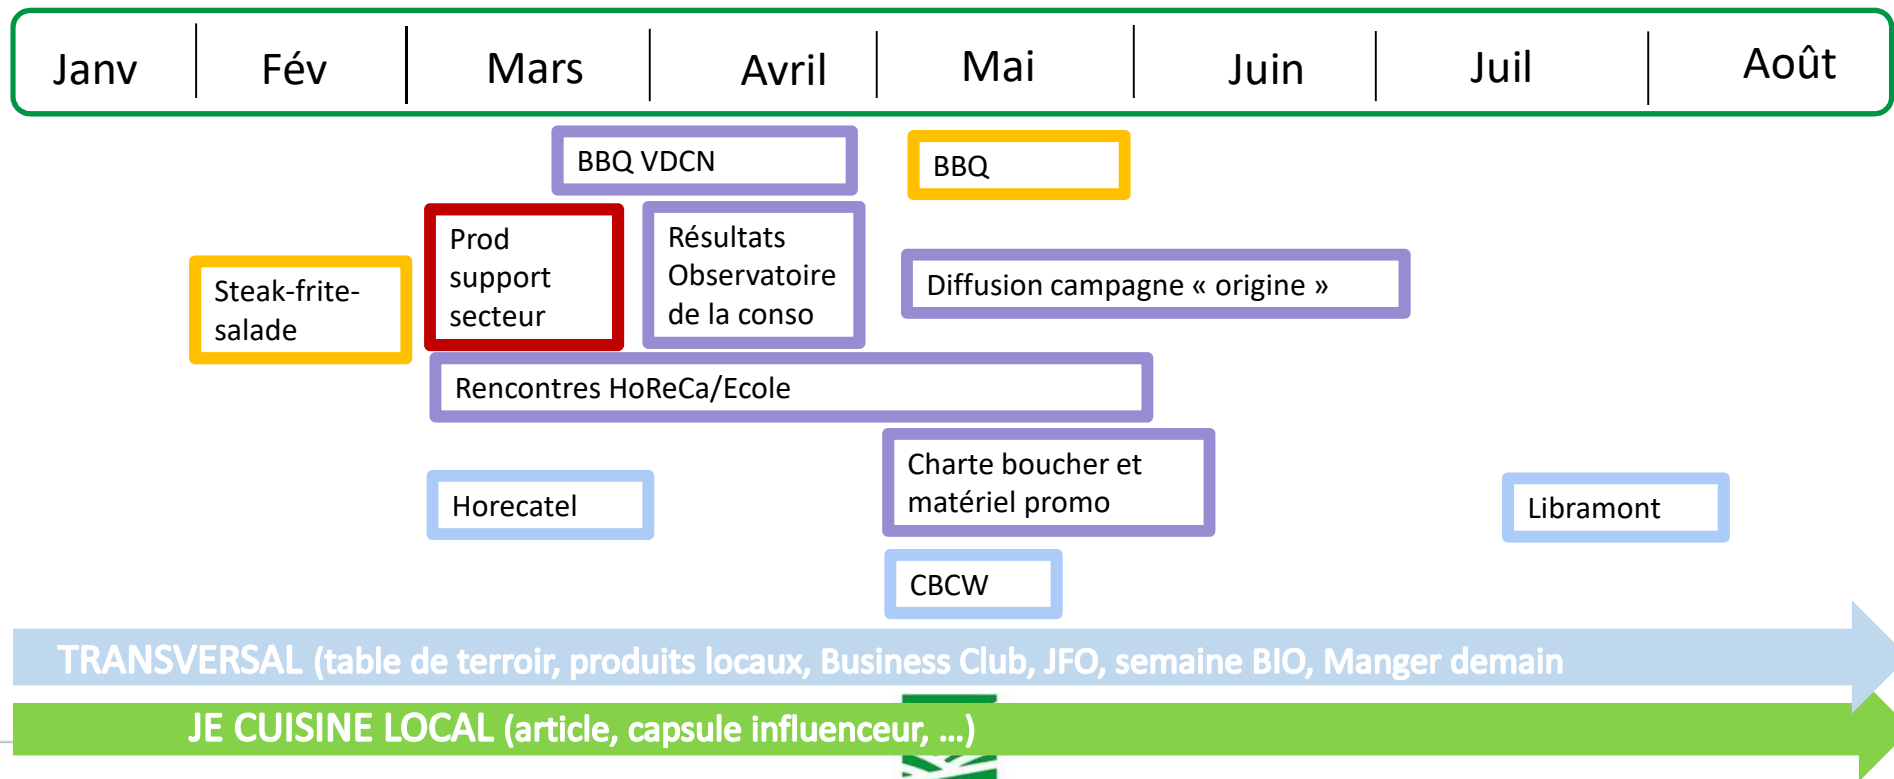 Janv Fév Mars Avril Mai Juin Juil Août
BBQ VDCN
BBQ
Prod
support
secteur
Résultats
Observatoire
de la conso
Steak-frite-
salade
Diffusion campagne « origine »
Rencontres HoReCa/Ecole
Charte boucher et
matériel promo
Horecatel
Libramont
CBCW
TRANSVERSAL (table de terroir, produits locaux, Business Club, JFO, semaine BIO, Manger demain
JE CUISINE LOCAL (article, capsule influenceur, ...)